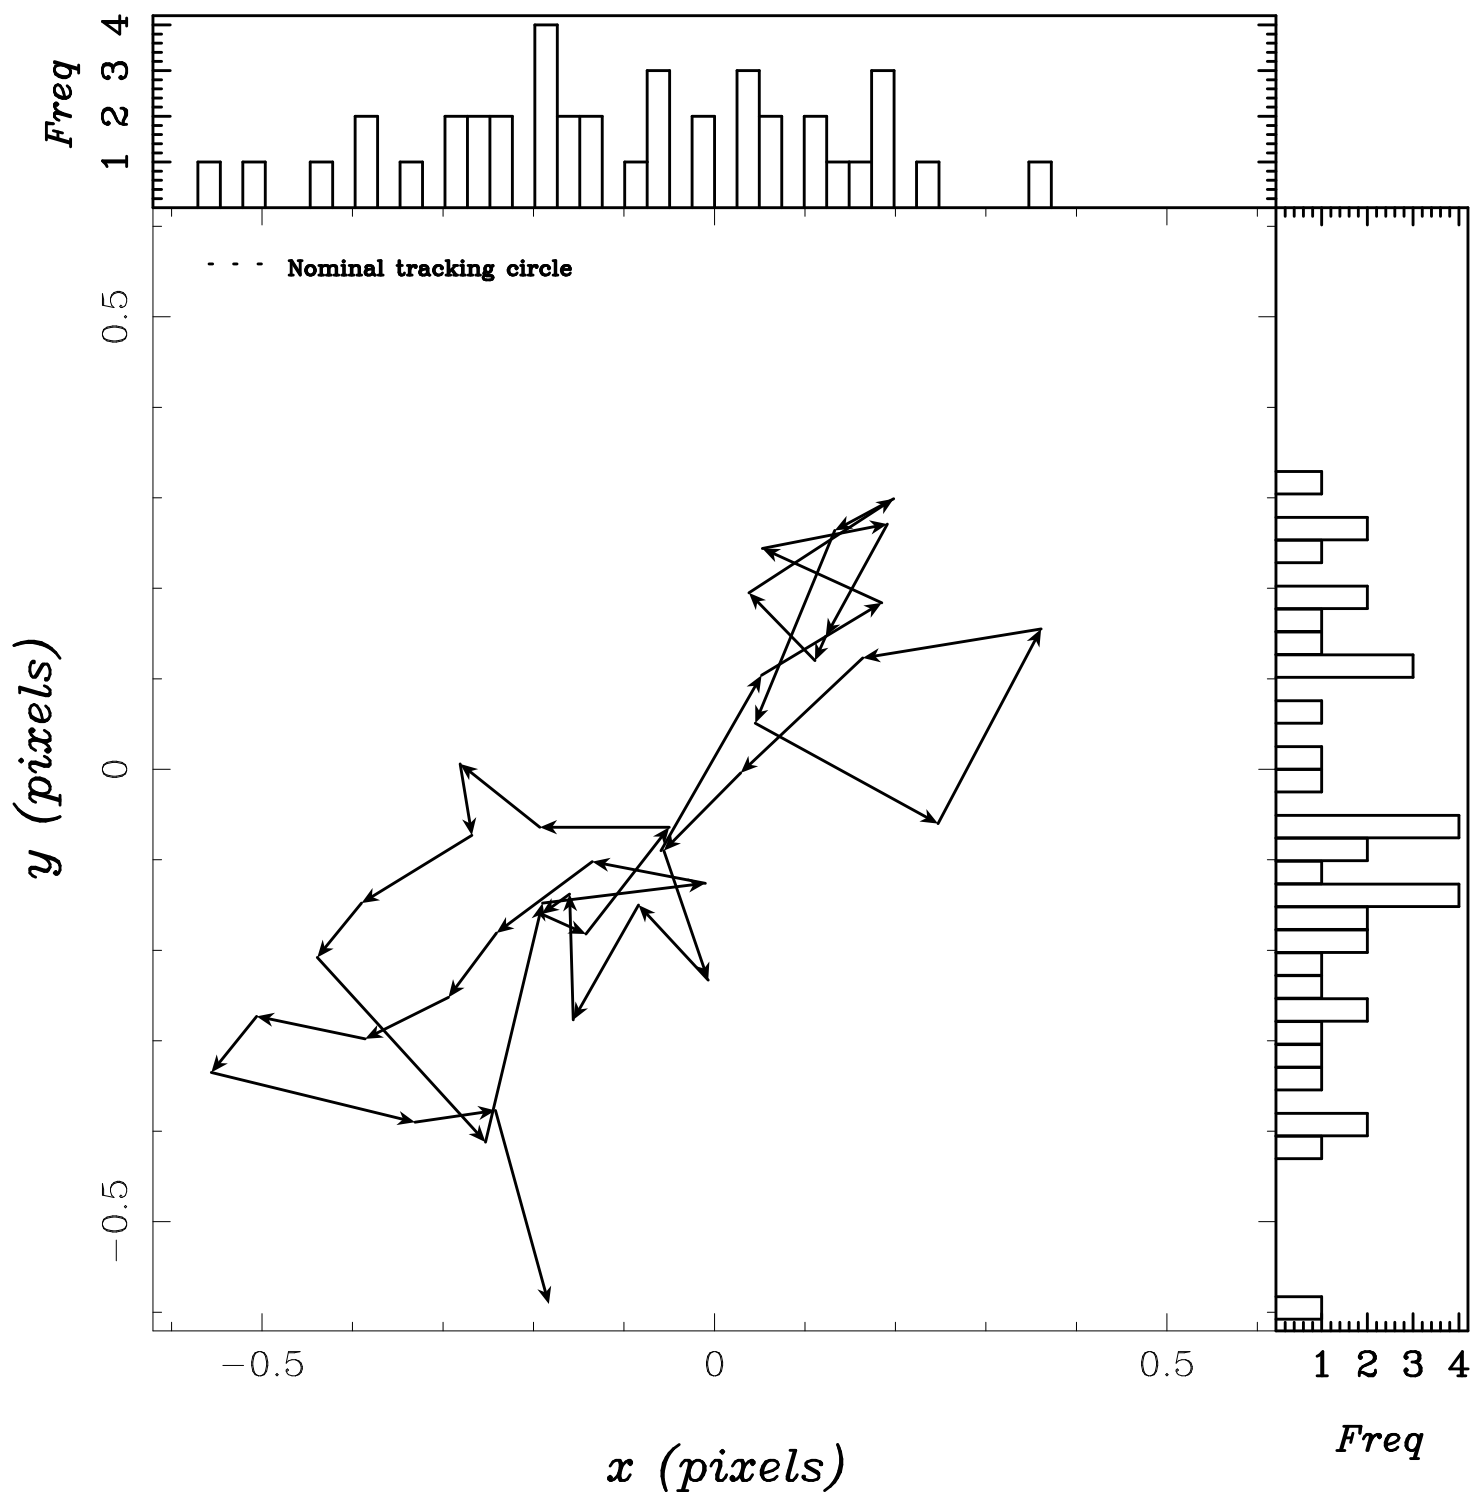 Freq
4
3
2
1
Nominal tracking circle
0.5
0
−0.5
y (pixels)
−0.5 0 0.5
x (pixels)
1 2 3 4
Freq